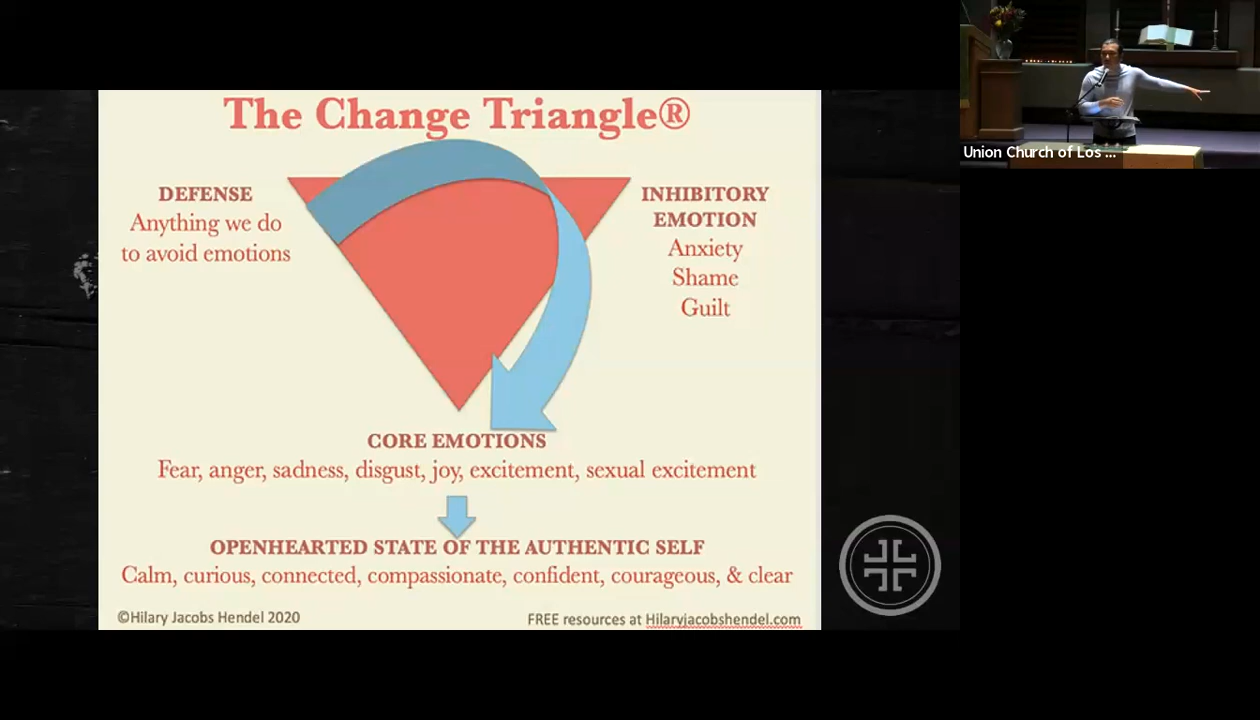 The Change Triangle®
DEFENSE
Anything we do
to avoid emotions
INHIBITORY
EMOTION
Anxiety
Shame
Guilt
CORE EMOTIONS
Fear, anger, sadness, disgust, joy, excitement, sexual excitement
OPENHEARTED STATE OF THE AUTHENTIC SELF
Calm, curious, connected, compassionate, confident, courageous, & clear
©Hilary Jacobs Hendel 2020
FREE resources at Hilaryjacobshendel.com
Union Church of Los ...